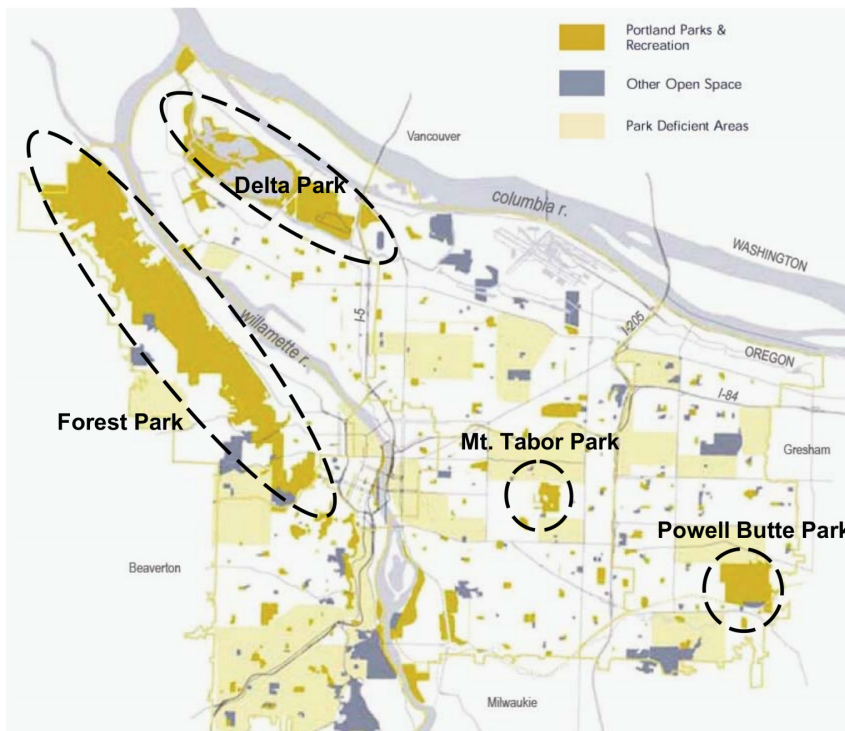 Portland Parks &
Recreation
Other Open Space
Park Deficient Areas
Vancouver
Delta Park
columbia r.
WASHINGTON
I-5
willamette r.
I-205
OREGON
I-84
Forest Park
Mt. Tabor Park
Gresham
Powell Butte Park
Beaverton
Milwaukie